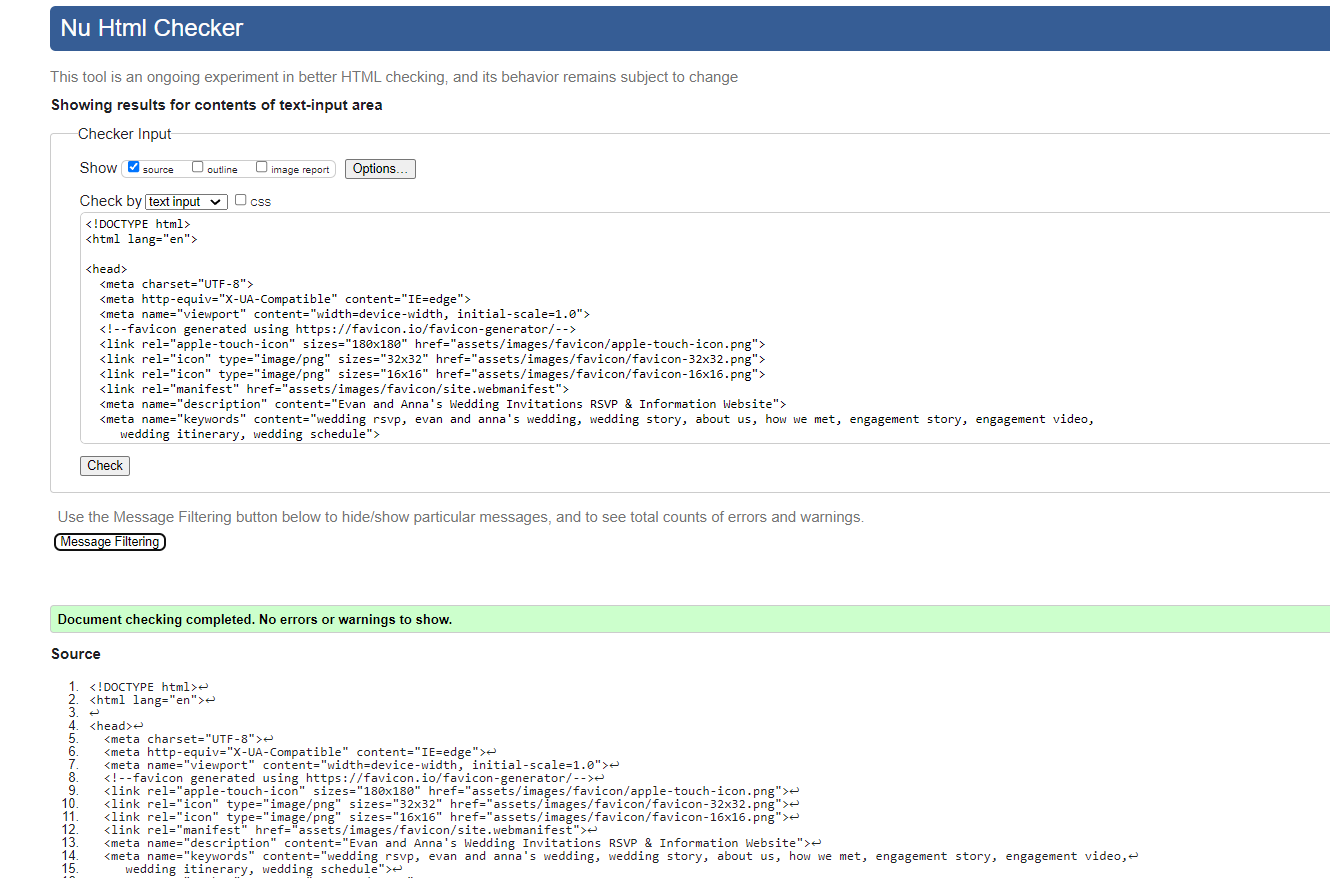 Nu Html Checker
This tool is an ongoing experiment in better HTML checking, and its behavior remains subject to change
Showing results for contents of text-input area
Checker Input
Show source outline image report Options...
Check by text input css
<!DOCTYPE html>
<html lang="en">
<head>
<meta charset="UTF-8">
<meta http-equiv="X-UA-Compatible" content="IE=edge">
<meta name="viewport" content="width=device-width, initial-scale=1.0">
<!--favicon generated using https://favicon.io/favicon-generator/-->
<link rel="apple-touch-icon" sizes="180x180" href="assets/images/favicon/apple-touch-icon.png">
<link rel="icon" type="image/png" sizes="32x32" href="assets/images/favicon/favicon-32x32.png">
<link rel="icon" type="image/png" sizes="16x16" href="assets/images/favicon/favicon-16x16.png">
<link rel="manifest" href="assets/images/favicon/site.webmanifest">
<meta name="description" content="Evan and Anna's Wedding Invitations RSVP & Information Website">
<meta name="keywords" content="wedding rsvp, evan and anna's wedding, wedding story, about us, how we met, engagement story, engagement video,
wedding itinerary, wedding schedule">
Check
Use the Message Filtering button below to hide/show particular messages, and to see total counts of errors and warnings.
Message Filtering
Document checking completed. No errors or warnings to show.
Source
1. <!DOCTYPE html>↩
2. <html lang="en">↩
3. ↩
4. <head>↩
5. <meta charset="UTF-8">↩
6. <meta http-equiv="X-UA-Compatible" content="IE=edge">↩
7. <meta name="viewport" content="width=device-width, initial-scale=1.0">↩
8. <!--favicon generated using https://favicon.io/favicon-generator/-->↩
9. <link rel="apple-touch-icon" sizes="180x180" href="assets/images/favicon/apple-touch-icon.png">↩
10. <link rel="icon" type="image/png" sizes="32x32" href="assets/images/favicon/favicon-32x32.png">↩
11. <link rel="icon" type="image/png" sizes="16x16" href="assets/images/favicon/favicon-16x16.png">↩
12. <link rel="manifest" href="assets/images/favicon/site.webmanifest">↩
13. <meta name="description" content="Evan and Anna's Wedding Invitations RSVP & Information Website">↩
14. <meta name="keywords" content="wedding rsvp, evan and anna's wedding, wedding story, about us, how we met, engagement story, engagement video,↩
15. wedding itinerary, wedding schedule">↩